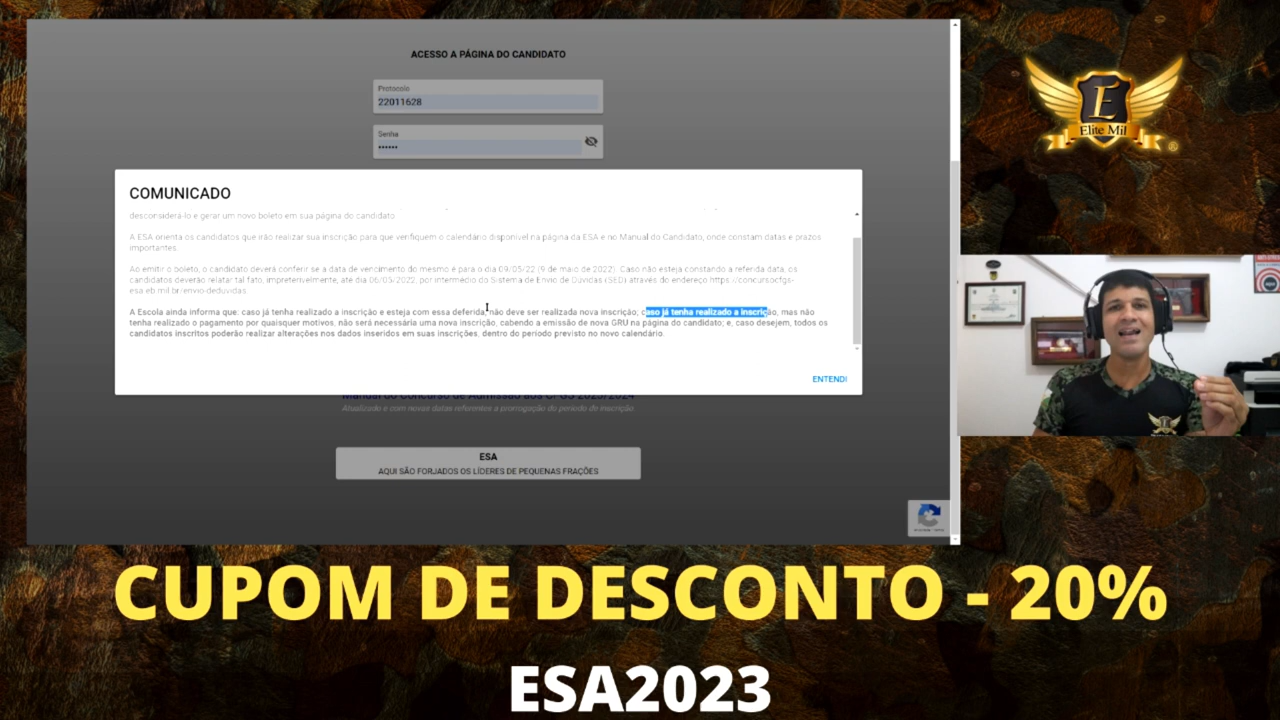 ACESSO A PÁGINA DO CANDIDATO
Protocolo
22011628
Senha
••••••
COMUNICADO
desconsiderá-lo e gerar um novo boleto em sua página do candidato
A ESA orienta os candidatos que irão realizar sua inscrição para que verifiquem o calendário disponível na página da ESA e no Manual do Candidato, onde constam datas e prazos
importantes.
Ao emitir o boleto, o candidato deverá conferir se a data de vencimento do mesmo é para o dia 09/05/22 (9 de maio de 2022). Caso não esteja constando a referida data, os
candidatos deverão relatar tal fato, impreterivelmente, até dia 06/05/2022, por intermédio do Sistema de Envio de Dúvidas (SED) através do endereço https://concursocfgs-
esa.eb.mil.br/envio-deduvidas.
A Escola ainda informa que: caso já tenha realizado a inscrição e esteja com essa deferida, não deve ser realizada nova inscrição; caso já tenha realizado a inscrição, mas não
tenha realizado o pagamento por quaisquer motivos, não será necessária uma nova inscrição, cabendo a emissão de nova GRU na página do candidato; e, caso desejem, todos os
candidatos inscritos poderão realizar alterações nos dados inseridos em suas inscrições, dentro do período previsto no novo calendário.
ENTENDI
Manual do Concurso de Admissão aos CFGS 2023/2024
Atualizado e com novas datas referentes a prorrogação do período de inscrição
ESA
AQUI SÃO FORJADOS OS LÍDERES DE PEQUENAS FRAÇÕES
E
Elite Mil
®
CUPOM DE DESCONTO - 20%
ESA2023